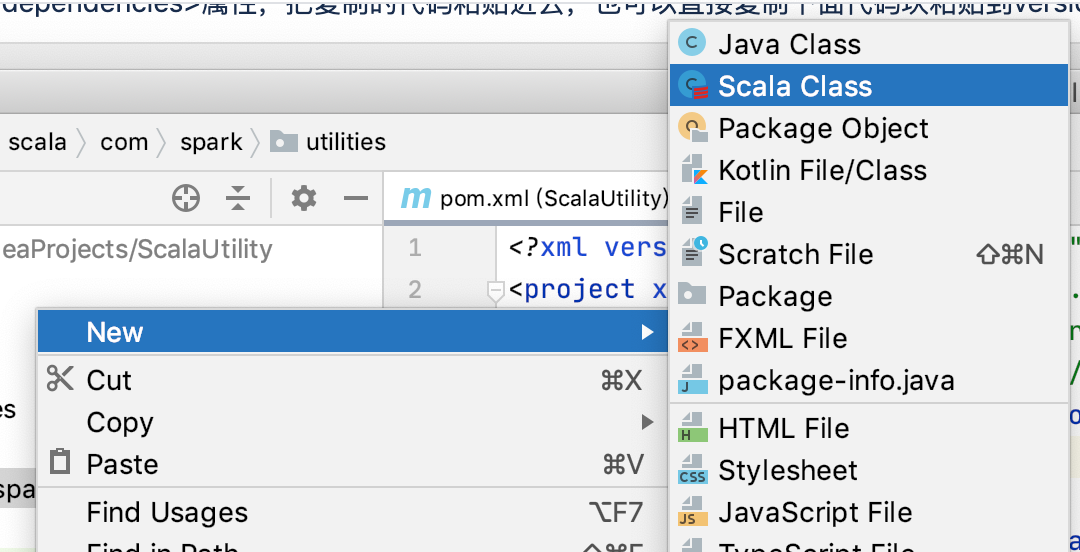 dependencies>属性，把复制的代码粘贴进去，也可以直接复制下面代码块粘贴到versi
scala
com
spark
utilities
pom.xml (ScalaUtility)
eaProjects/ScalaUtility
1
<?xml vers
2
<project x
New
Cut ⌘X
Copy
Paste ⌘V
Find Usages ⌥F7
Find in Path ⇧⌘F
Java Class
Scala Class
Package Object
Kotlin File/Class
File
Scratch File ⇧⌘N
Package
FXML File
package-info.java
HTML File
Stylesheet
JavaScript File
TypeScript File